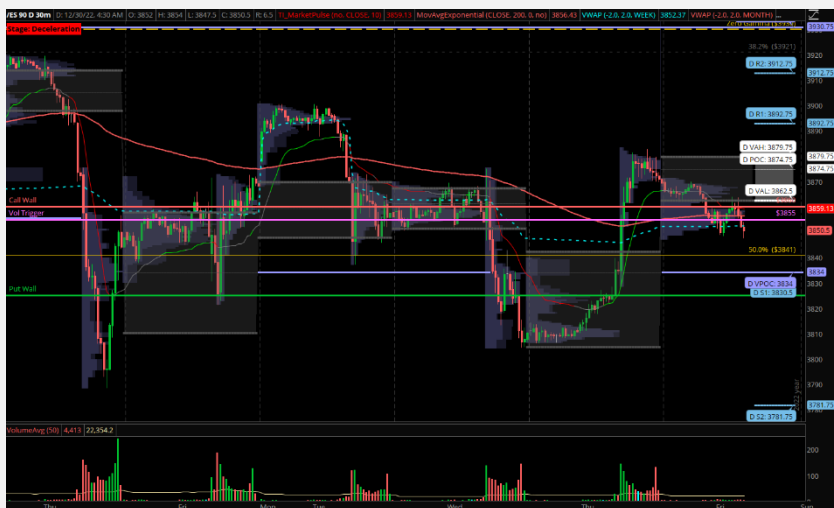 /ES 90 D 30m D: 12/30/22, 4:30 AM O: 3852 H: 3854 L: 3847.5 C: 3850.5 R: 6.5 TI_MarketPulse (no, CLOSE, 10) 3859.13 MovAvgExponential (CLOSE, 200, 0, no) 3856.43 VWAP (-2.0, 2.0, WEEK) 3852.37 VWAP (-2.0, 2.0, MONTH) ...
Stage: Deceleration
3930.75
38.2% ($3921)
3920
D R2: 3912.75
3912.75
3910
3900
D R1: 3892.75
3892.75
3890
D VAH: 3879.75
3879.75
D POC: 3874.75
3874.75
3870
D VAL: 3862.5
Call Wall
3859.13
Vol Trigger
$3855
3850.5
50.0% ($3841)
3840
3834
D VPOC: 3834
3830
D S1: 3830.5
Put Wall
3820
3810
3800
3790
3781.75
3780
D S2: 3781.75
2022 year
VolumeAvg (50) 4,413 22,354.2
200
100
Thu Fri Mon Tue Wed Thu Fri Sun